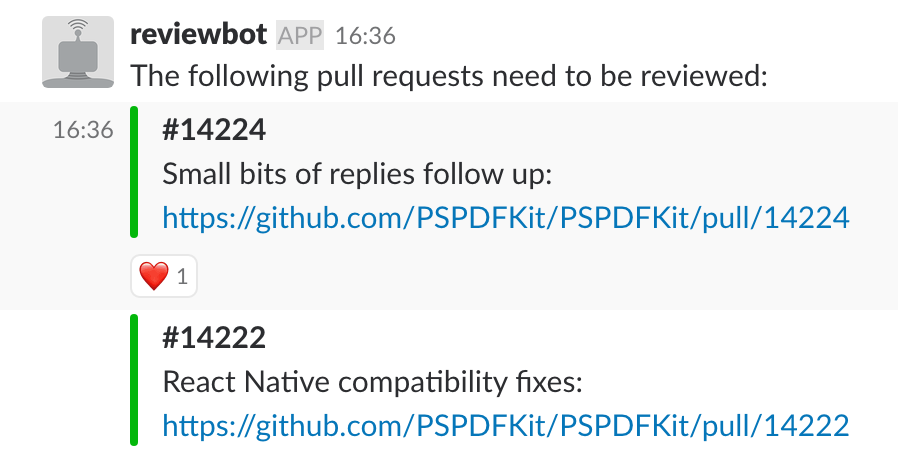 reviewbot APP 16:36
The following pull requests need to be reviewed:
16:36 #14224
Small bits of replies follow up:
https://github.com/PSPDFKit/PSPDFKit/pull/14224
❤️ 1
#14222
React Native compatibility fixes:
https://github.com/PSPDFKit/PSPDFKit/pull/14222